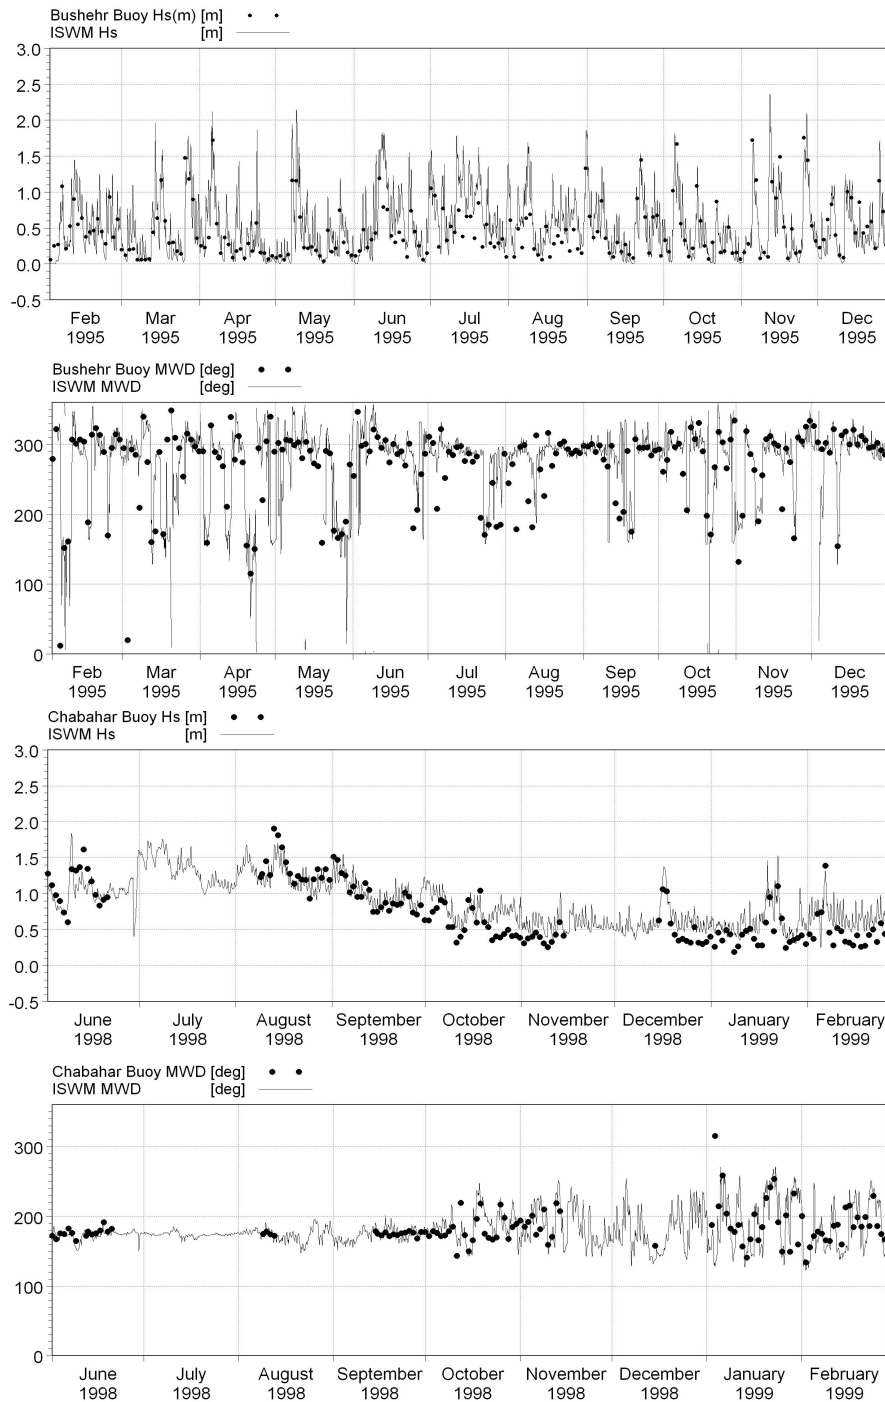 Bushehr Buoy Hs(m) [m]
ISWM Hs [m]
3.0
2.5
2.0
1.5
1.0
0.5
0.0
-0.5
Feb Mar Apr May Jun Jul Aug Sep Oct Nov Dec
1995 1995 1995 1995 1995 1995 1995 1995 1995 1995 1995
Bushehr Buoy MWD [deg]
ISWM MWD [deg]
300
200
100
0
Feb Mar Apr May Jun Jul Aug Sep Oct Nov Dec
1995 1995 1995 1995 1995 1995 1995 1995 1995 1995 1995
Chabahar Buoy Hs [m]
ISWM Hs [m]
3.0
2.5
2.0
1.5
1.0
0.5
0.0
-0.5
June July August September October November December January February
1998 1998 1998 1998 1998 1998 1998 1999 1999
Chabahar Buoy MWD [deg]
ISWM MWD [deg]
300
200
100
0
June July August September October November December January February
1998 1998 1998 1998 1998 1998 1998 1999 1999